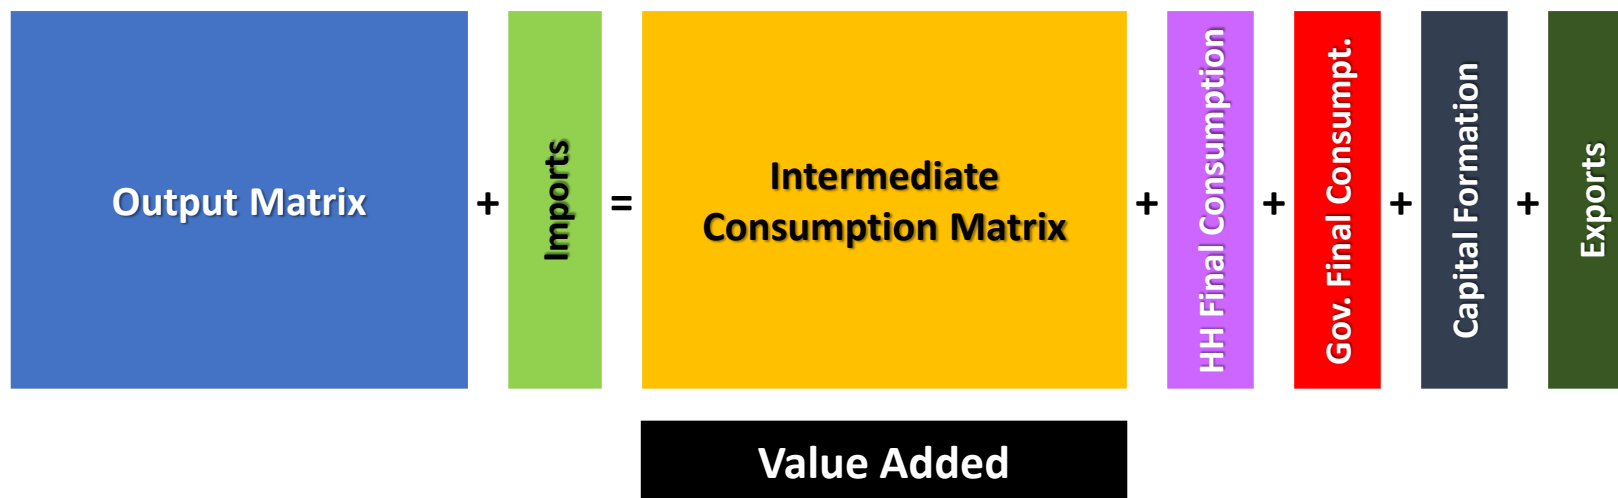 Output Matrix
+
Imports
=
Intermediate
Consumption Matrix
+
HH Final Consumption
+
Gov. Final Consumpt.
+
Capital Formation
+
Exports
Value Added